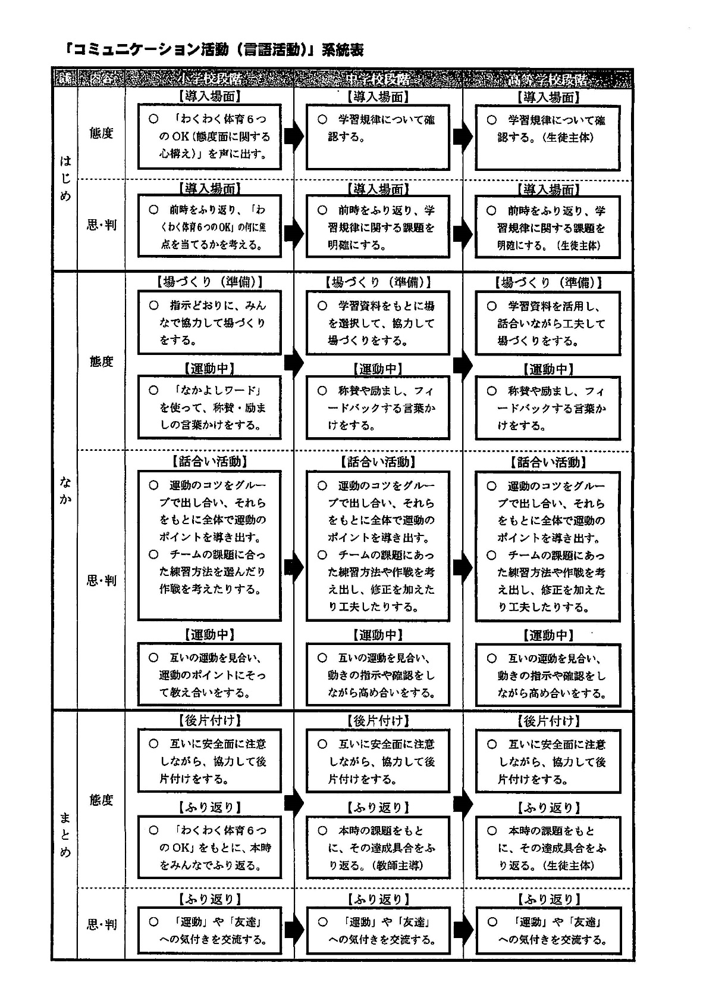 「コミュニケーション活動（言語活動）」系統表
内容 小学校段階 中学校段階 高等学校段階
はじめ
態度
【導入場面】
○　「わくわく体育６つ
のOK（態度面に関する
心構え）」を声に出す。
【導入場面】
○　学習規律について確
認する。
【導入場面】
○　学習規律について確
認する。（生徒主体）
思・判
【導入場面】
○　前時をふり返り、「わ
くわく体育6つのOK」の何に焦
点を当てるかを考える。
【導入場面】
○　前時をふり返り、学
習規律に関する課題を
明確にする。
【導入場面】
○　前時をふり返り、学
習規律に関する課題を
明確にする。（生徒主体）
なか
態度
【場づくり（準備）】
○　指示どおりに、みん
なで協力して場づくり
をする。
【場づくり（準備）】
○　学習資料をもとに場
を選択して、協力して
場づくりをする。
【場づくり（準備）】
○　学習資料を活用し、
話合いながら工夫して
場づくりをする。
【運動中】
○　「なかよしワード」
を使って、称賛・励ま
しの言葉かけをする。
【運動中】
○　称賛や励まし、フィ
ードバックする言葉か
けをする。
【運動中】
○　称賛や励まし、フィ
ードバックする言葉か
けをする。
思・判
【話合い活動】
○　運動のコツをグルー
プで出し合い、それら
をもとに全体で運動の
ポイントを導き出す。
○　チームの課題に合っ
た練習方法を選んだり
作戦を考えたりする。
【話合い活動】
○　運動のコツをグルー
プで出し合い、それら
をもとに全体で運動の
ポイントを導き出す。
○　チームの課題にあっ
た練習方法や作戦を考
え出し、修正を加えた
り工夫したりする。
【話合い活動】
○　運動のコツをグルー
プで出し合い、それら
をもとに全体で運動の
ポイントを導き出す。
○　チームの課題にあっ
た練習方法や作戦を考
え出し、修正を加えた
り工夫したりする。
【運動中】
○　互いの運動を見合い、
運動のポイントにそっ
て教え合いをする。
【運動中】
○　互いの運動を見合い、
動きの指示や確認をし
ながら高め合いをする。
【運動中】
○　互いの運動を見合い、
動きの指示や確認をし
ながら高め合いをする。
まとめ
態度
【後片付け】
○　互いに安全面に注意
しながら、協力して後
片付けをする。
【後片付け】
○　互いに安全面に注意
しながら、協力して後
片付けをする。
【後片付け】
○　互いに安全面に注意
しながら、協力して後
片付けをする。
【ふり返り】
○　「わくわく体育６つ
のOK」をもとに、本時
をみんなでふり返る。
【ふり返り】
○　本時の課題をもと
に、その達成具合をふ
り返る。（教師主導）
【ふり返り】
○　本時の課題をもと
に、その達成具合をふ
り返る。（生徒主体）
思・判
【ふり返り】
○　「運動」や「友達」
への気付きを交流する。
【ふり返り】
○　「運動」や「友達」
への気付きを交流する。
【ふり返り】
○　「運動」や「友達」
への気付きを交流する。